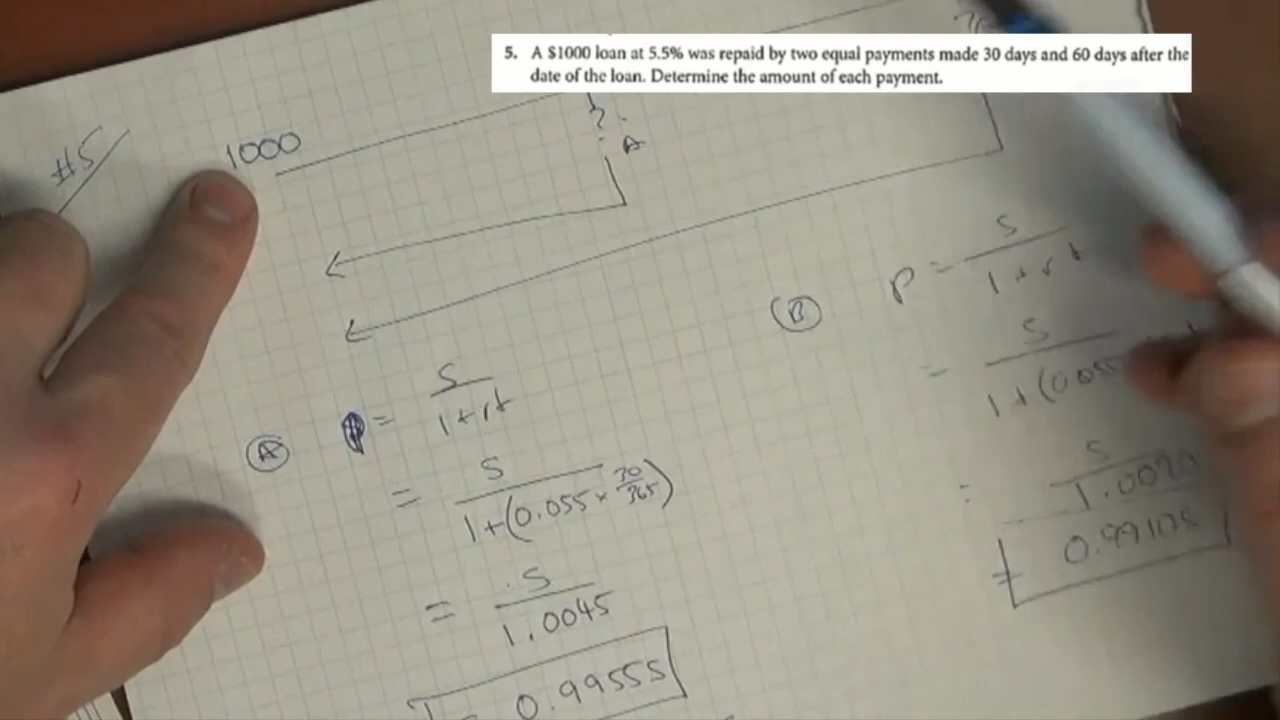 5. A $1000 loan at 5.5% was repaid by two equal payments made 30 days and 60 days after the
date of the loan. Determine the amount of each payment.
#5
1000
?
A
A
P = S
1 + rt
= S
1 + (0.055 × 30
365)
= S
1.0045
0.9955S
B
P = S
1 + rt
= S
1 + (0.055
= S
1.0090
= 0.9910S